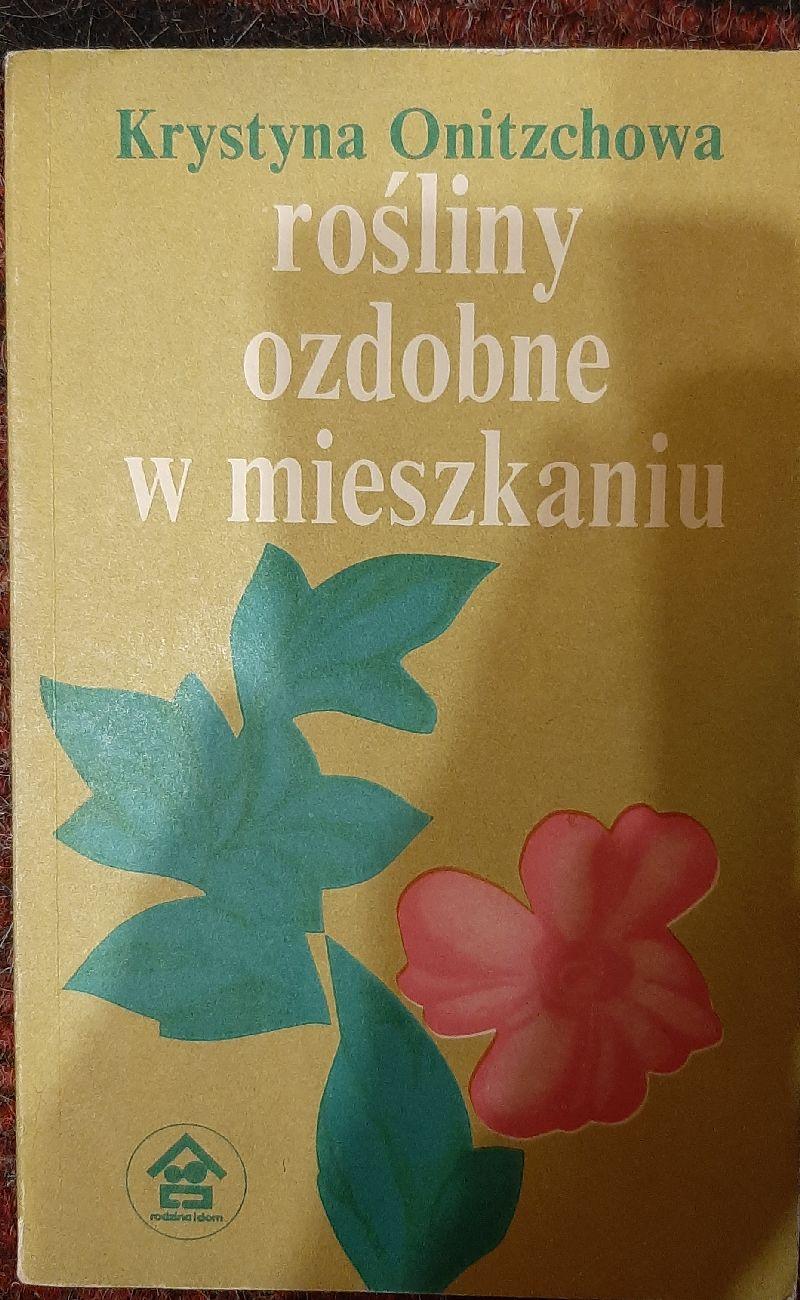 Krystyna Onitzchowa
rośliny
ozdobne
w mieszkaniu
rodzina i dom